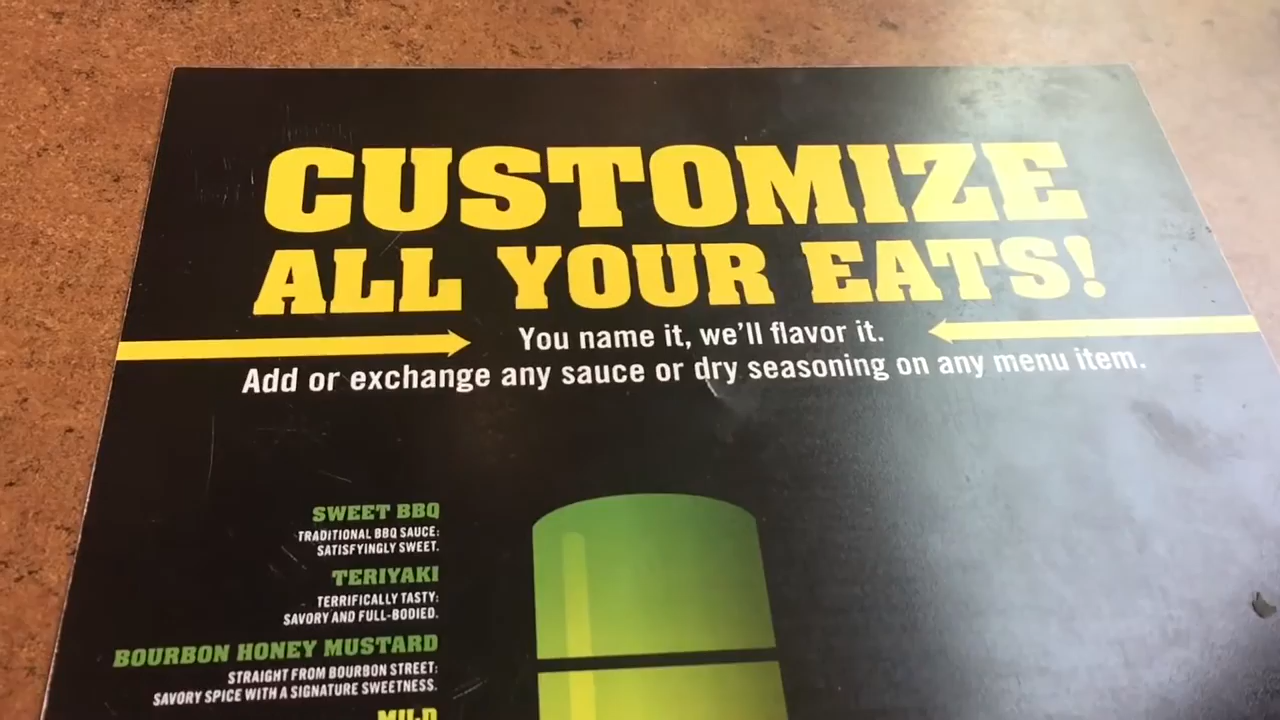 CUSTOMIZE
ALL YOUR EATS!
You name it, we'll flavor it.
Add or exchange any sauce or dry seasoning on any menu item.
SWEET BBQ
TRADITIONAL BBQ SAUCE:
SATISFYINGLY SWEET.
TERIYAKI
TERRIFICALLY TASTY:
SAVORY AND FULL-BODIED.
BOURBON HONEY MUSTARD
STRAIGHT FROM BOURBON STREET:
SAVORY SPICE WITH A SIGNATURE SWEETNESS.
MILD